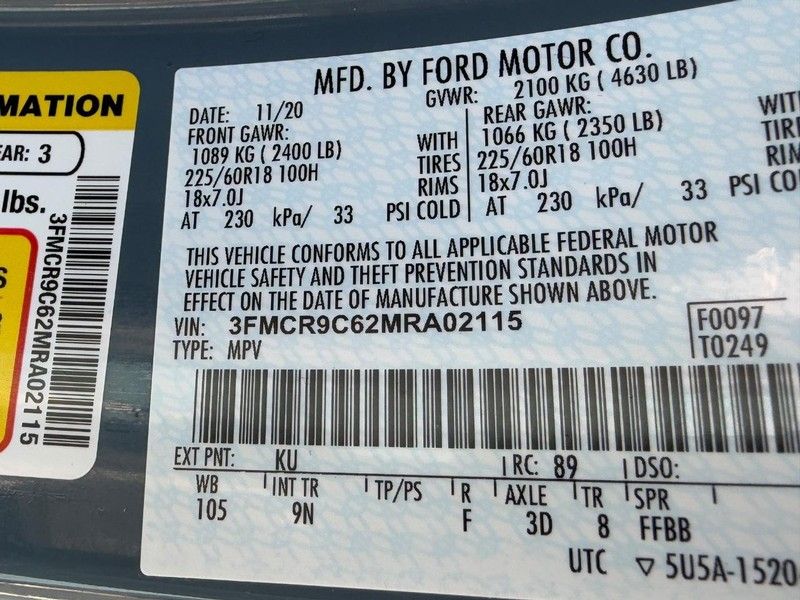 MATION
EAR: 3
lbs.
3FMCR9C62MRA02115
MFD. BY FORD MOTOR CO.
DATE: 11/20 GVWR: 2100 KG ( 4630 LB)
FRONT GAWR: REAR GAWR:
1089 KG ( 2400 LB) WITH 1066 KG ( 2350 LB) WIT
225/60R18 100H TIRES 225/60R18 100H TIR
18x7.0J RIMS 18x7.0J RIM
AT 230 kPa/ 33 PSI COLD AT 230 kPa/ 33 PSI CO
THIS VEHICLE CONFORMS TO ALL APPLICABLE FEDERAL MOTOR
VEHICLE SAFETY AND THEFT PREVENTION STANDARDS IN
EFFECT ON THE DATE OF MANUFACTURE SHOWN ABOVE.
VIN: 3FMCR9C62MRA02115 F0097
TYPE: MPV T0249
EXT PNT: KU RC: 89 DSO:
WB INT TR TP/PS R AXLE TR SPR
105 9N F 3D 8 FFBB
UTC ▽ 5U5A-1520